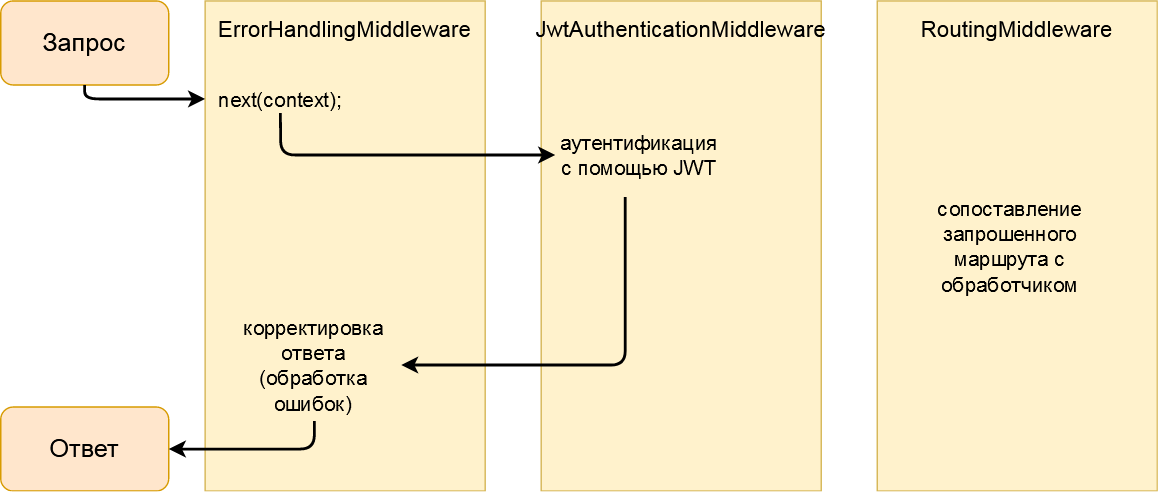 Запрос
ErrorHandlingMiddleware
JwtAuthenticationMiddleware
RoutingMiddleware
next(context);
аутентификация
с помощью JWT
сопоставление
запрошенного
маршрута с
обработчиком
корректировка
ответа
(обработка
ошибок)
Ответ